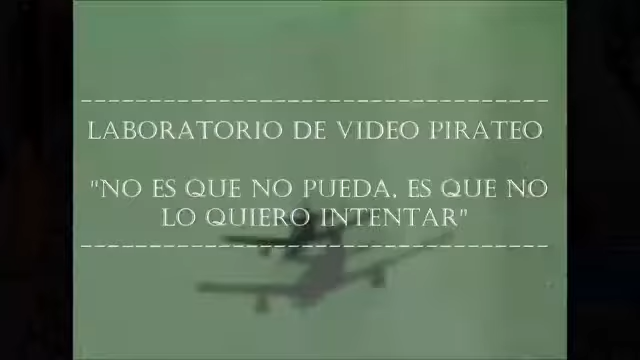 LABORATORIO DE VIDEO PIRATEO
"NO ES QUE NO PUEDA, ES QUE NO
LO QUIERO INTENTAR"